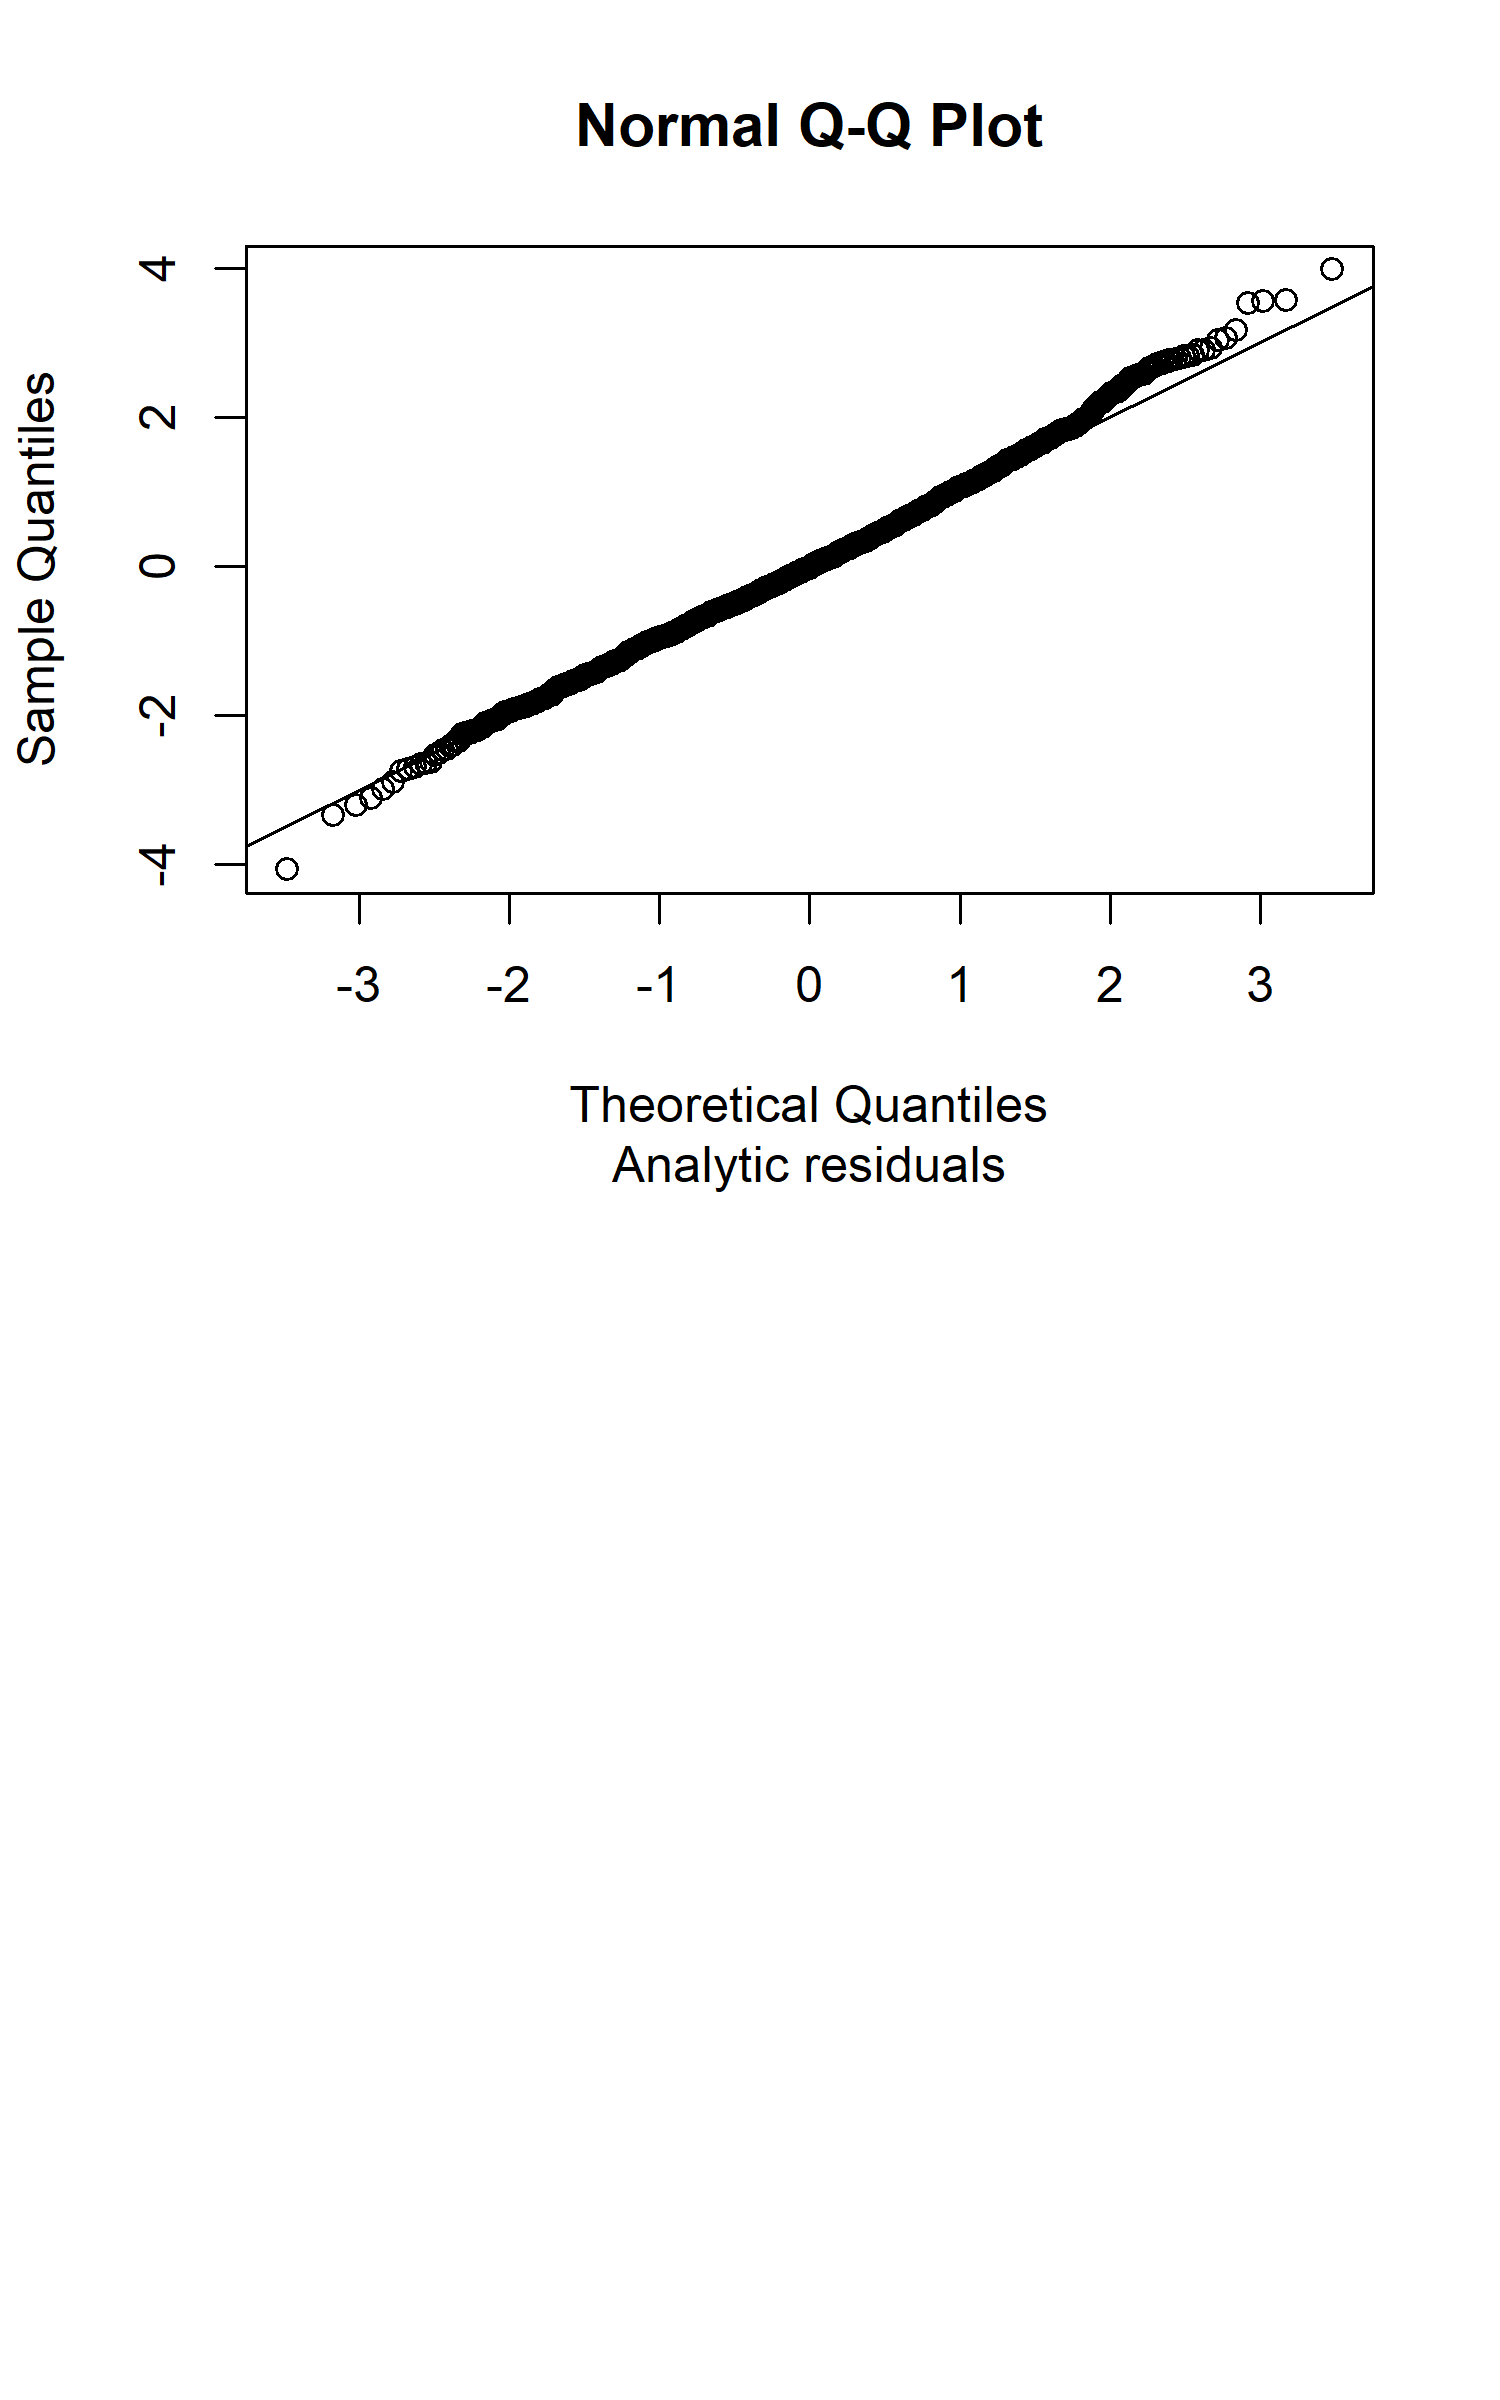 Normal Q-Q Plot
Sample Quantiles
4
2
0
-2
-4
-3 -2 -1 0 1 2 3
Theoretical Quantiles
Analytic residuals